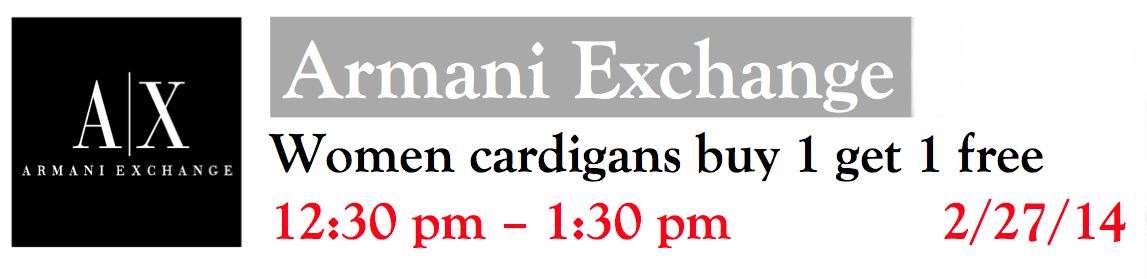 A|X
ARMANI EXCHANGE
Armani Exchange
Women cardigans buy 1 get 1 free
12:30 pm – 1:30 pm 2/27/14